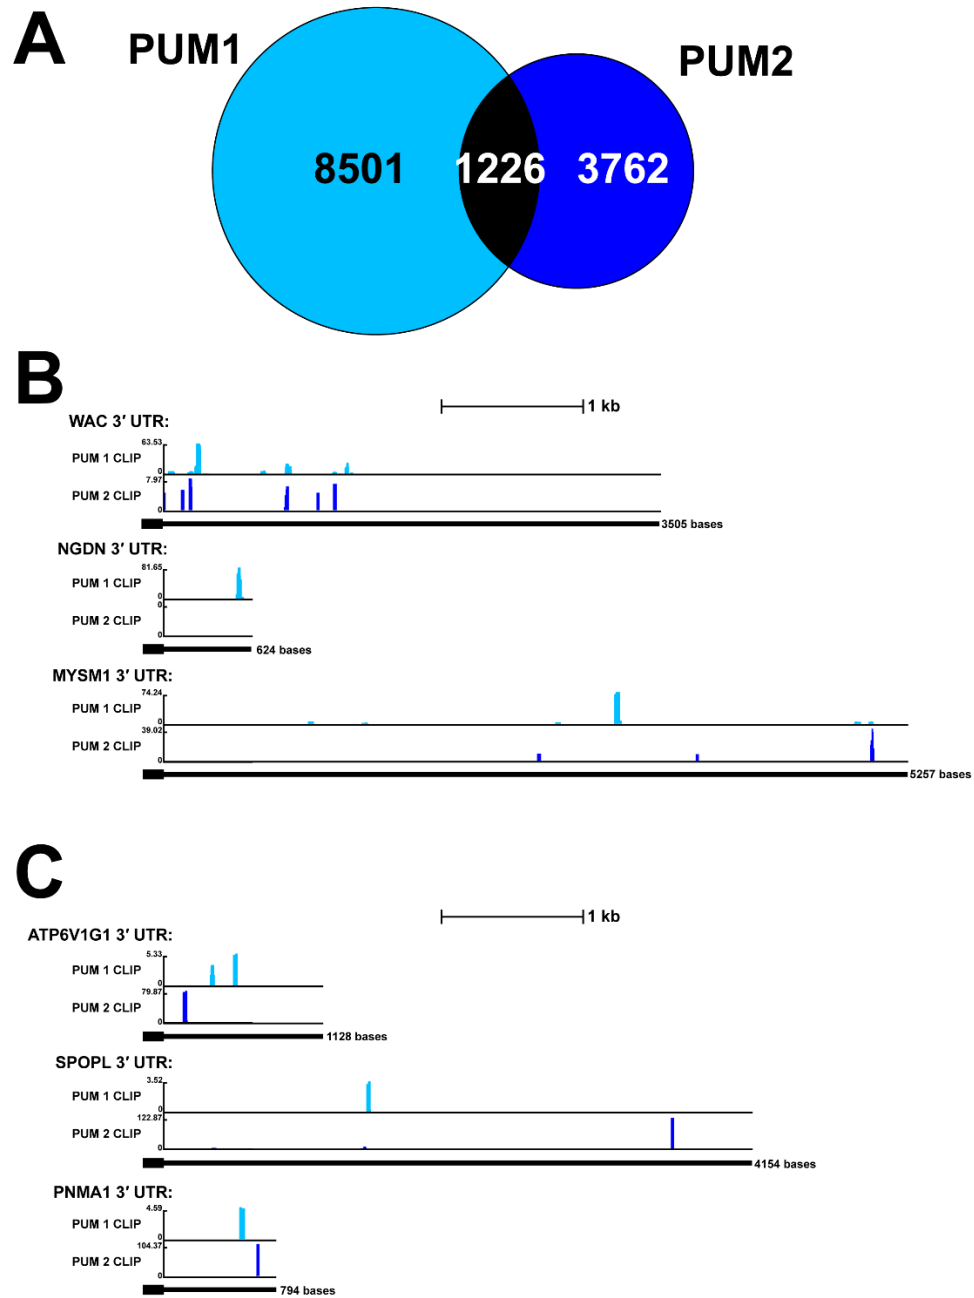 A
PUM1
PUM2
8501
1226
3762
B
1 kb
WAC 3′ UTR:
63.53
PUM 1 CLIP
0
7.97
PUM 2 CLIP
0
3505 bases
NGDN 3′ UTR:
81.65
PUM 1 CLIP
0
0
PUM 2 CLIP
0
624 bases
MYSM1 3′ UTR:
74.24
PUM 1 CLIP
0
39.02
PUM 2 CLIP
0
5257 bases
C
1 kb
ATP6V1G1 3′ UTR:
5.33
PUM 1 CLIP
0
79.87
PUM 2 CLIP
0
1128 bases
SPOPL 3′ UTR:
3.52
PUM 1 CLIP
0
122.87
PUM 2 CLIP
0
4154 bases
PNMA1 3′ UTR:
4.59
PUM 1 CLIP
0
104.37
PUM 2 CLIP
0
794 bases